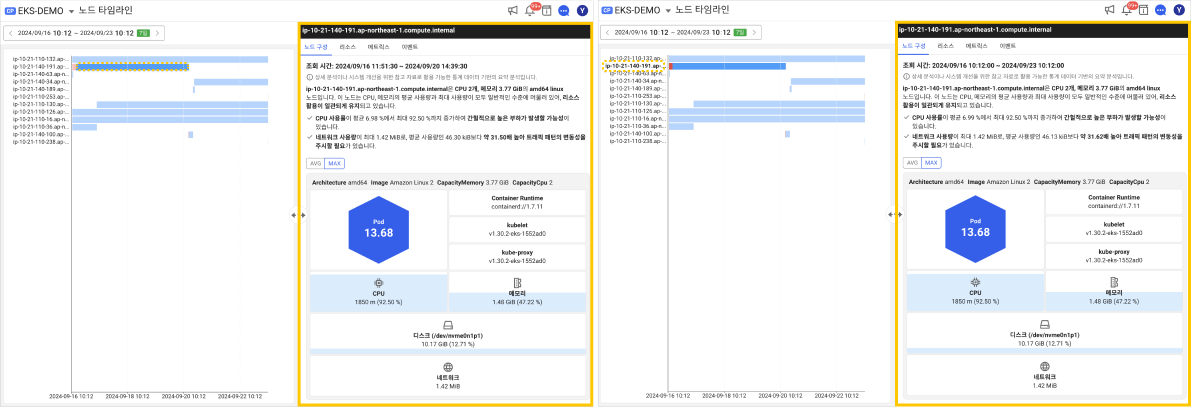 CP EKS-DEMO 노드 타임라인
99+
Y
2024/09/16 10:12 ~ 2024/09/23 10:12 7일
ip-10-21-110-132.ap-...
ip-10-21-140-191.ap-...
ip-10-21-140-63.ap-n...
ip-10-21-140-34.ap-n...
ip-10-21-140-189.ap-...
ip-10-21-110-253.ap-...
ip-10-21-110-130.ap-...
ip-10-21-110-126.ap-...
ip-10-21-110-16.ap-n...
ip-10-21-110-36.ap-n...
ip-10-21-140-100.ap-...
ip-10-21-110-238.ap-...
2024-09-16 10:12
2024-09-18 10:12
2024-09-20 10:12
2024-09-22 10:12
ip-10-21-140-191.ap-northeast-1.compute.internal
노드 구성 리소스 메트릭스 이벤트
조회 시간: 2024/09/16 11:51:30 ~ 2024/09/20 14:39:30
상세 분석이나 시스템 개선을 위한 참고 자료로 활용 가능한 통계 데이터 기반의 요약 분석입니다.
ip-10-21-140-191.ap-northeast-1.compute.internal은 CPU 2개, 메모리 3.77 GiB의 amd64 linux
노드입니다. 이 노드는 CPU, 메모리의 평균 사용량과 최대 사용량이 모두 일반적인 수준에 머물러 있어, 리소스
활용이 일관되게 유지되고 있습니다.
CPU 사용률이 평균 6.98 %에서 최대 92.50 %까지 증가하여 간헐적으로 높은 부하가 발생할 가능성이
있습니다.
네트워크 사용량이 최대 1.42 MiB로, 평균 사용량인 46.30 kiB보다 약 31.50배 높아 트래픽 패턴의 변동성을
주시할 필요가 있습니다.
AVG MAX
Architecture amd64 Image Amazon Linux 2 CapacityMemory 3.77 GiB CapacityCpu 2
Pod
13.68
Container Runtime
containerd://1.7.11
kubelet
v1.30.2-eks-1552ad0
kube-proxy
v1.30.2-eks-1552ad0
CPU
1850 m (92.50 %)
메모리
1.48 GiB (47.22 %)
디스크 (/dev/nvme0n1p1)
10.17 GiB (12.71 %)
네트워크
1.42 MiB
CP EKS-DEMO 노드 타임라인
99+
Y
2024/09/16 10:12 ~ 2024/09/23 10:12 7일
ip-10-21-110-132.ap-...
ip-10-21-140-191.ap-...
ip-10-21-140-63.ap-n...
ip-10-21-140-34.ap-n...
ip-10-21-140-189.ap-...
ip-10-21-110-253.ap-...
ip-10-21-110-130.ap-...
ip-10-21-110-126.ap-...
ip-10-21-110-16.ap-n...
ip-10-21-110-36.ap-n...
ip-10-21-140-100.ap-...
ip-10-21-110-238.ap-...
2024-09-16 10:12
2024-09-18 10:12
2024-09-20 10:12
2024-09-22 10:12
ip-10-21-140-191.ap-northeast-1.compute.internal
노드 구성 리소스 메트릭스 이벤트
조회 시간: 2024/09/16 10:12:00 ~ 2024/09/23 10:12:00
상세 분석이나 시스템 개선을 위한 참고 자료로 활용 가능한 통계 데이터 기반의 요약 분석입니다.
ip-10-21-140-191.ap-northeast-1.compute.internal은 CPU 2개, 메모리 3.77 GiB의 amd64 linux
노드입니다. 이 노드는 CPU, 메모리의 평균 사용량과 최대 사용량이 모두 일반적인 수준에 머물러 있어, 리소스
활용이 일관되게 유지되고 있습니다.
CPU 사용률이 평균 6.99 %에서 최대 92.50 %까지 증가하여 간헐적으로 높은 부하가 발생할 가능성이
있습니다.
네트워크 사용량이 최대 1.42 MiB로, 평균 사용량인 46.13 kiB보다 약 31.62배 높아 트래픽 패턴의 변동성을
주시할 필요가 있습니다.
AVG MAX
Architecture amd64 Image Amazon Linux 2 CapacityMemory 3.77 GiB CapacityCpu 2
Pod
13.68
Container Runtime
containerd://1.7.11
kubelet
v1.30.2-eks-1552ad0
kube-proxy
v1.30.2-eks-1552ad0
CPU
1850 m (92.50 %)
메모리
1.48 GiB (47.22 %)
디스크 (/dev/nvme0n1p1)
10.17 GiB (12.71 %)
네트워크
1.42 MiB